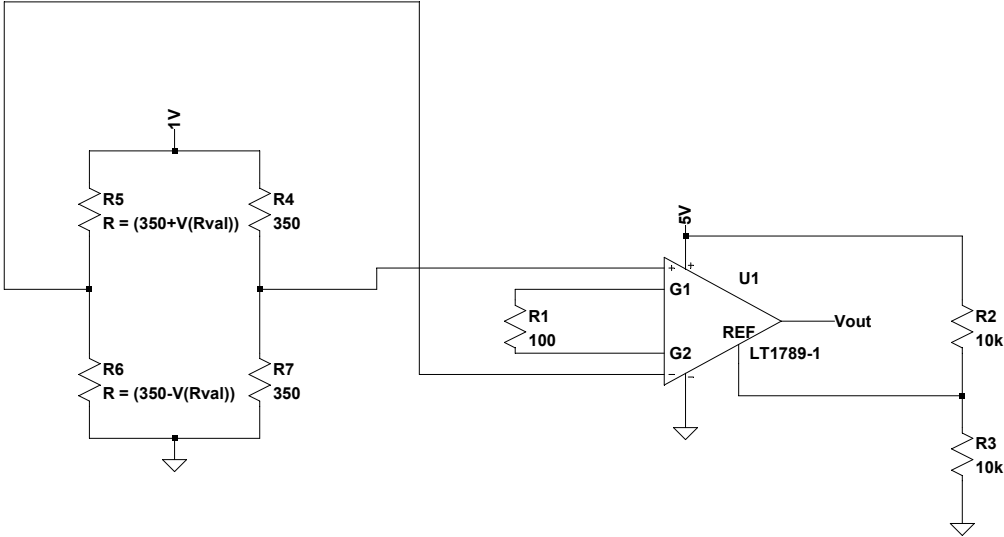 1V
R5
R = (350+V(Rval))
R4
350
R6
R = (350-V(Rval))
R7
350
5V
+
+
U1
G1
R1
100
G2
-
-
REF
LT1789-1
Vout
R2
10k
R3
10k